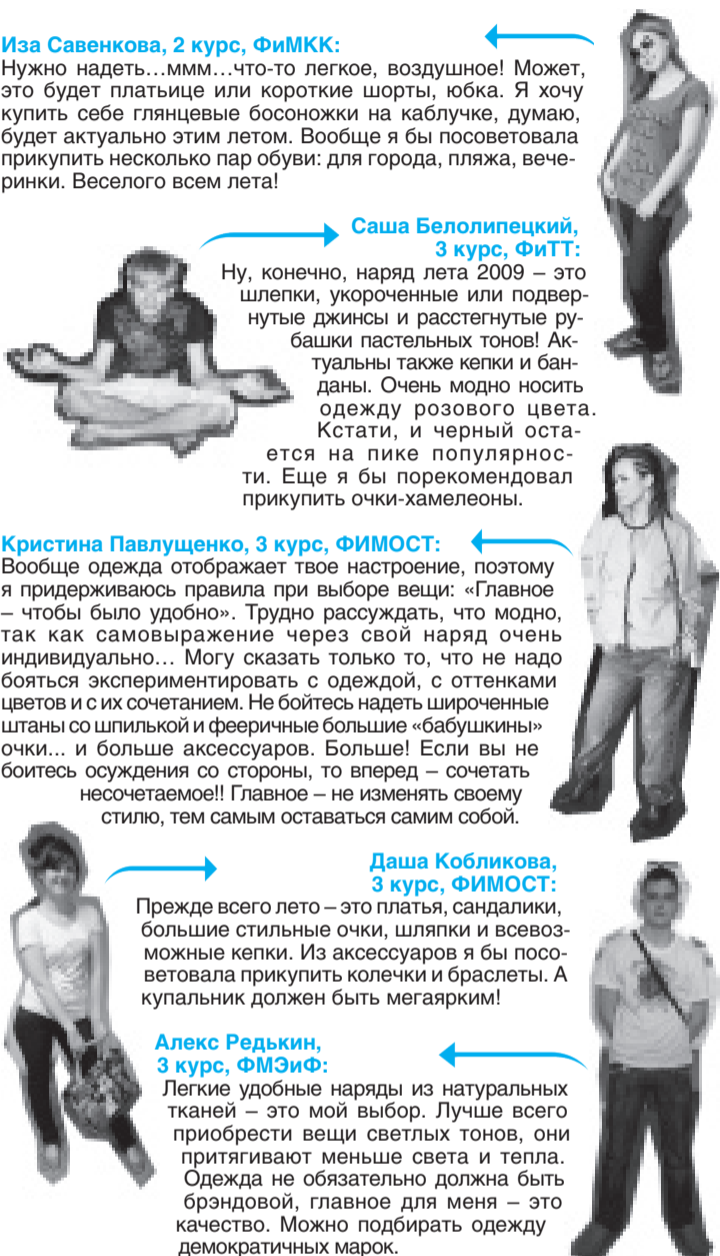 Иза Савенкова, 2 курс, ФиМКК:
Нужно надеть…ммм…что-то легкое, воздушное! Может,
это будет платьице или короткие шорты, юбка. Я хочу
купить себе глянцевые босоножки на каблучке, думаю,
будет актуально этим летом. Вообще я бы посоветовала
прикупить несколько пар обуви: для города, пляжа, вече-
ринки. Веселого всем лета!
Саша Белолипецкий,
3 курс, ФиТТ:
Ну, конечно, наряд лета 2009 – это
шлепки, укороченные или подвер-
нутые джинсы и расстегнутые ру-
башки пастельных тонов! Ак-
туальны также кепки и бан-
даны. Очень модно носить
одежду розового цвета.
Кстати, и черный оста-
ется на пике популярнос-
ти. Еще я бы порекомендовал
прикупить очки-хамелеоны.
Кристина Павлущенко, 3 курс, ФИМОСТ:
Вообще одежда отображает твое настроение, поэтому
я придерживаюсь правила при выборе вещи: «Главное
– чтобы было удобно». Трудно рассуждать, что модно,
так как самовыражение через свой наряд очень
индивидуально… Могу сказать только то, что не надо
бояться экспериментировать с одеждой, с оттенками
цветов и с их сочетанием. Не бойтесь надеть широченные
штаны со шпилькой и фееричные большие «бабушкины»
очки... и больше аксессуаров. Больше! Если вы не
боитесь осуждения со стороны, то вперед – сочетать
несочетаемое!! Главное – не изменять своему
стилю, тем самым оставаться самим собой.
Даша Кобликова,
3 курс, ФИМОСТ:
Прежде всего лето – это платья, сандалики,
большие стильные очки, шляпки и всевоз-
можные кепки. Из аксессуаров я бы посо-
ветовала прикупить колечки и браслеты. А
купальник должен быть мегаярким!
Алекс Редькин,
3 курс, ФМЭиФ:
Легкие удобные наряды из натуральных
тканей – это мой выбор. Лучше всего
приобрести вещи светлых тонов, они
притягивают меньше света и тепла.
Одежда не обязательно должна быть
брэндовой, главное для меня – это
качество. Можно подбирать одежду
демократичных марок.